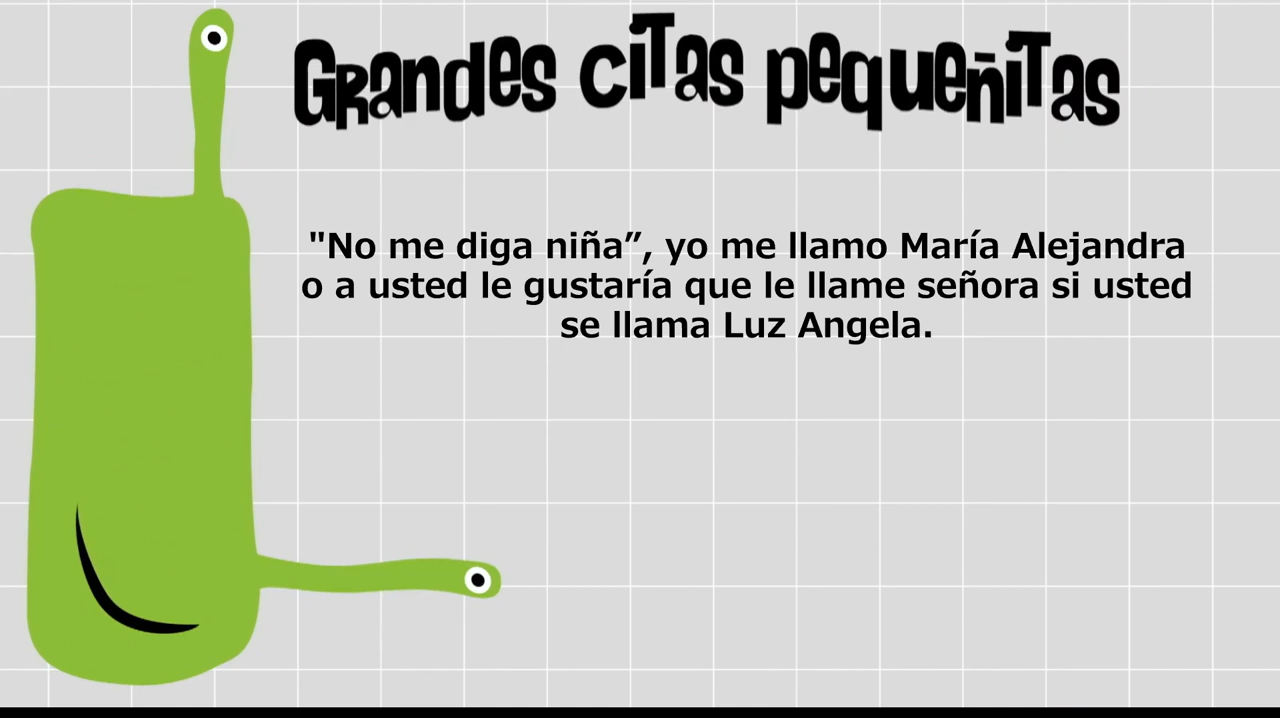 Grandes citas pequeñitas
"No me diga niña”, yo me llamo María Alejandra
o a usted le gustaría que le llame señora si usted
se llama Luz Angela.